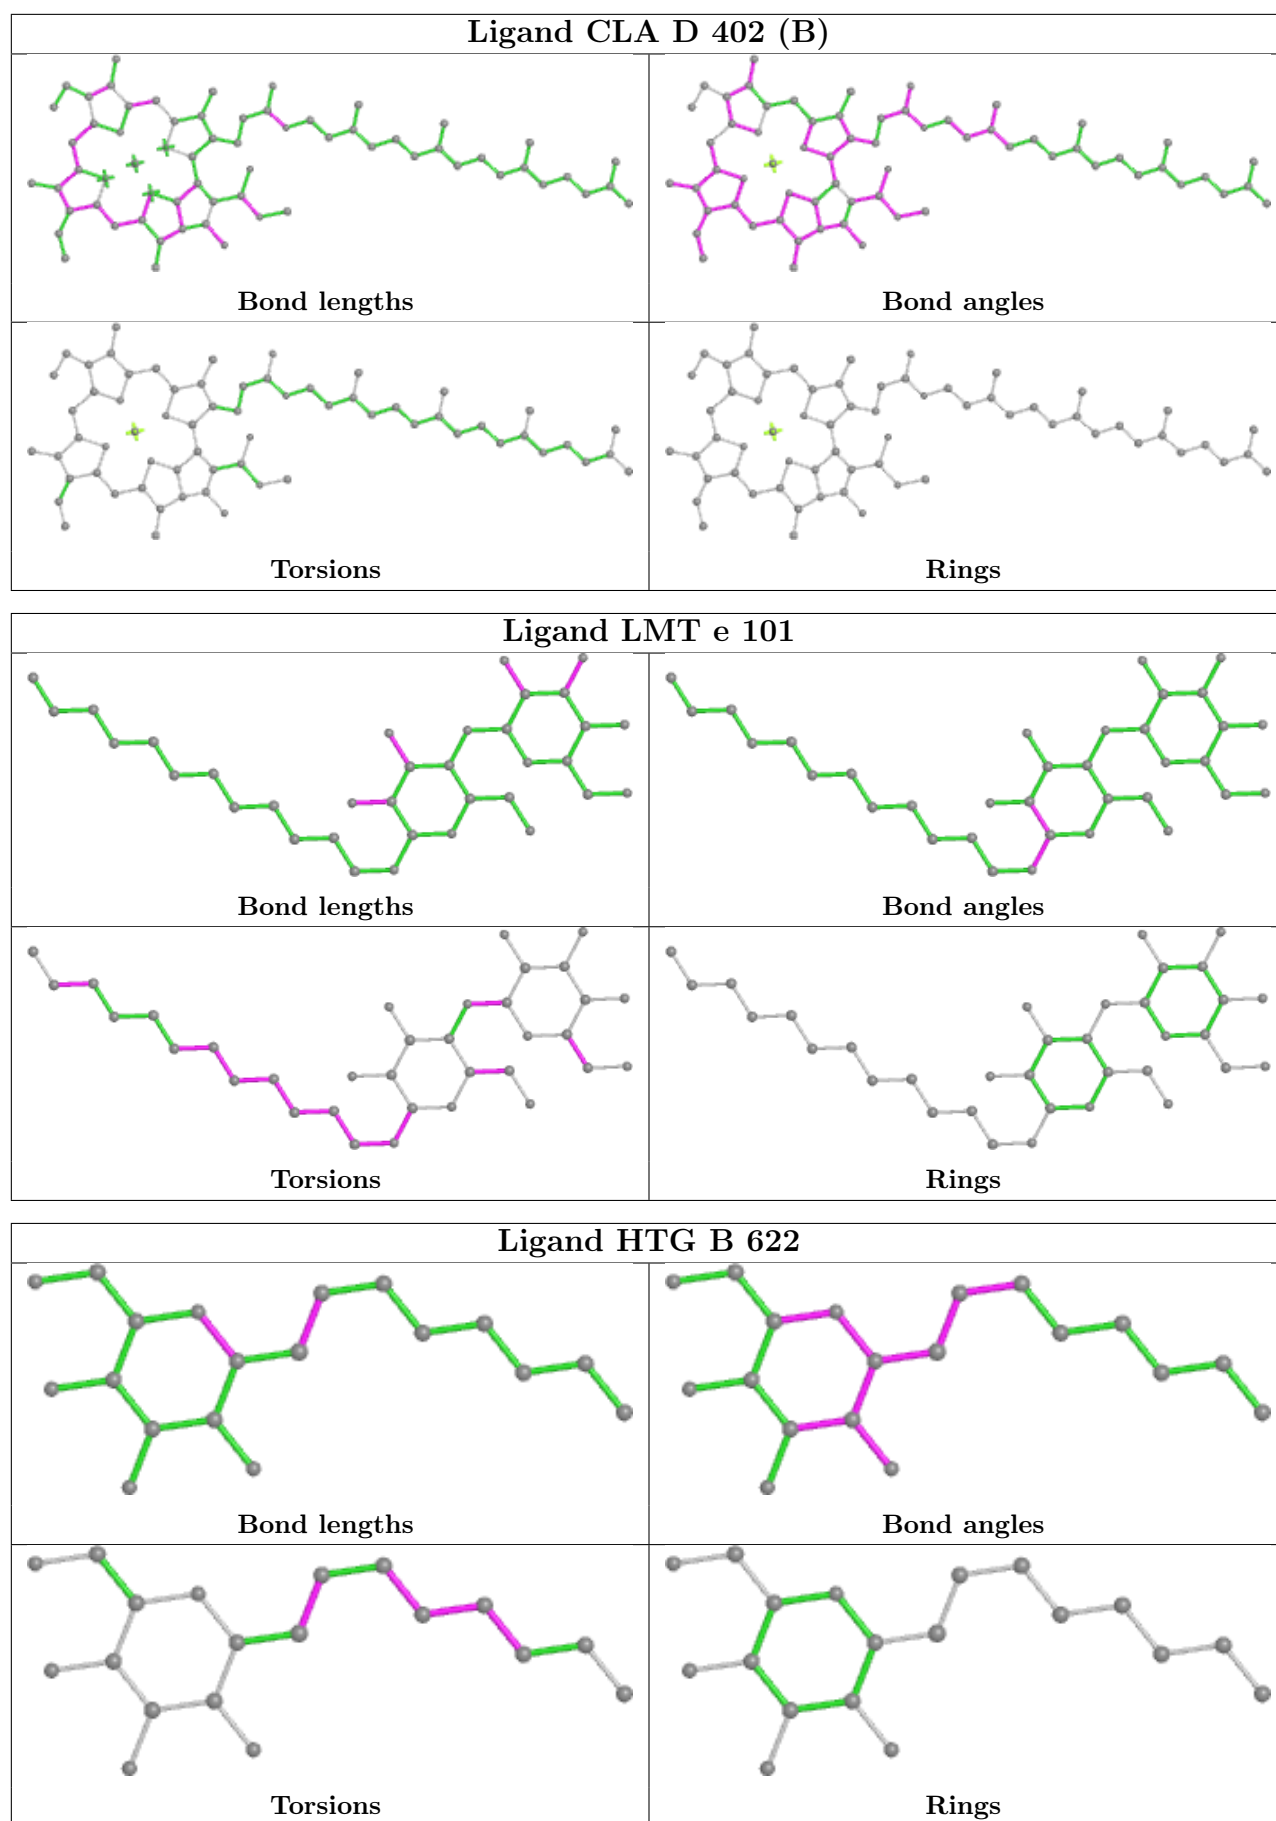 Ligand CLA D 402 (B)
Bond lengths
Bond angles
Torsions
Rings
Ligand LMT e 101
Bond lengths
Bond angles
Torsions
Rings
Ligand HTG B 622
Bond lengths
Bond angles
Torsions
Rings